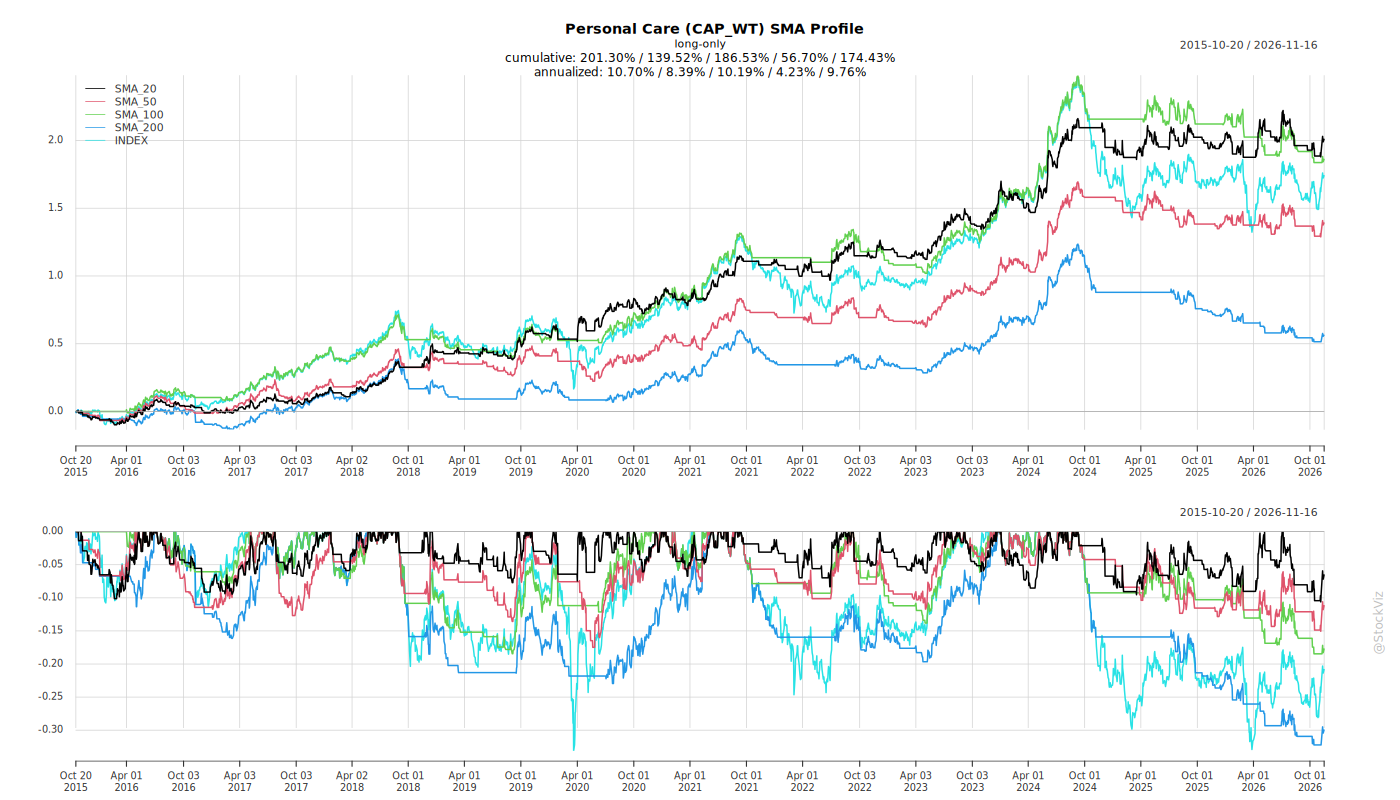 Personal Care (CAP_WT) SMA Profile
long-only
cumulative: 201.30% / 139.52% / 186.53% / 56.70% / 174.43%
annualized: 10.70% / 8.39% / 10.19% / 4.23% / 9.76%
2015-10-20 / 2026-11-16
SMA_20
SMA_50
SMA_100
SMA_200
INDEX
2.0
1.5
1.0
0.5
0.0
Oct 20 Apr 01 Oct 03 Apr 03 Oct 03 Apr 02 Oct 01 Apr 01 Oct 01 Apr 01 Oct 01 Apr 01 Oct 01 Apr 01 Oct 03 Apr 03 Oct 03 Apr 01 Oct 01 Apr 01 Oct 01 Apr 01 Oct 01
2015 2016 2016 2017 2017 2018 2018 2019 2019 2020 2020 2021 2021 2022 2022 2023 2023 2024 2024 2025 2025 2026 2026
2015-10-20 / 2026-11-16
0.00
-0.05
-0.10
-0.15
-0.20
-0.25
-0.30
Oct 20 Apr 01 Oct 03 Apr 03 Oct 03 Apr 02 Oct 01 Apr 01 Oct 01 Apr 01 Oct 01 Apr 01 Oct 01 Apr 01 Oct 03 Apr 03 Oct 03 Apr 01 Oct 01 Apr 01 Oct 01 Apr 01 Oct 01
2015 2016 2016 2017 2017 2018 2018 2019 2019 2020 2020 2021 2021 2022 2022 2023 2023 2024 2024 2025 2025 2026 2026
@StockViz